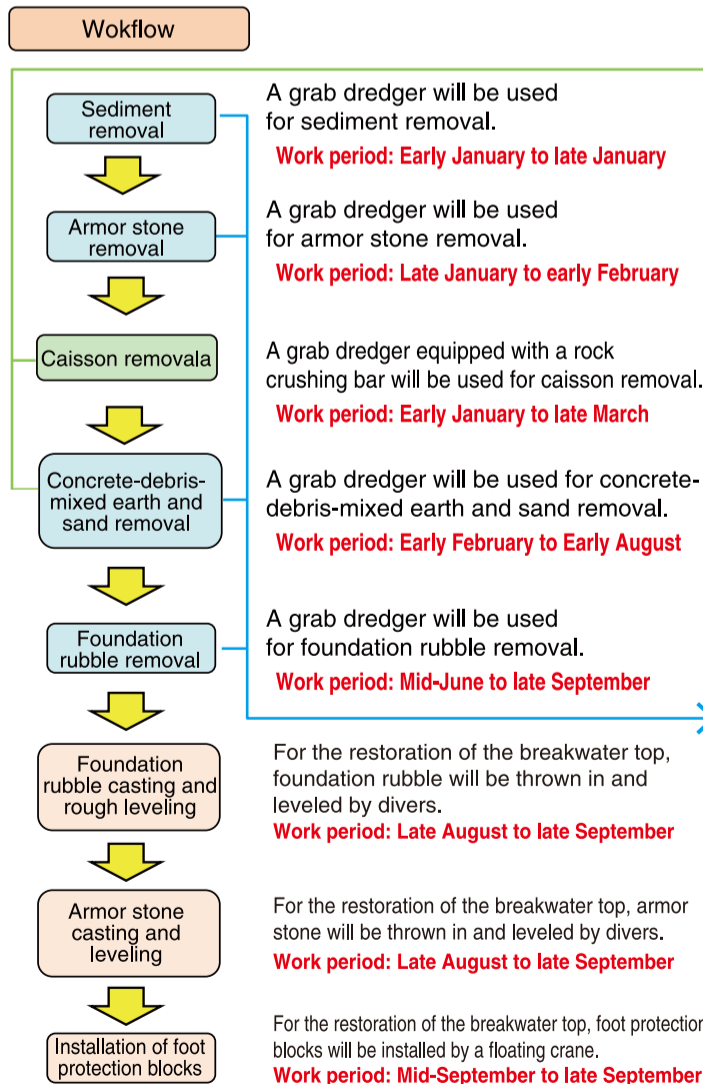 Wokflow
Sediment
removal
A grab dredger will be used
for sediment removal.
Work period: Early January to late January
Armor stone
removal
A grab dredger will be used
for armor stone removal.
Work period: Late January to early February
Caisson removala
A grab dredger equipped with a rock
crushing bar will be used for caisson removal.
Work period: Early January to late March
Concrete-debris-
mixed earth and
sand removal
A grab dredger will be used for concrete-
debris-mixed earth and sand removal.
Work period: Early February to Early August
Foundation
rubble removal
A grab dredger will be used
for foundation rubble removal.
Work period: Mid-June to late September
Foundation
rubble casting and
rough leveling
For the restoration of the breakwater top,
foundation rubble will be thrown in and
leveled by divers.
Work period: Late August to late September
Armor stone
casting and
leveling
For the restoration of the breakwater top, armor
stone will be thrown in and leveled by divers.
Work period: Late August to late September
Installation of foot
protection blocks
For the restoration of the breakwater top, foot protection
blocks will be installed by a floating crane.
Work period: Mid-September to late September